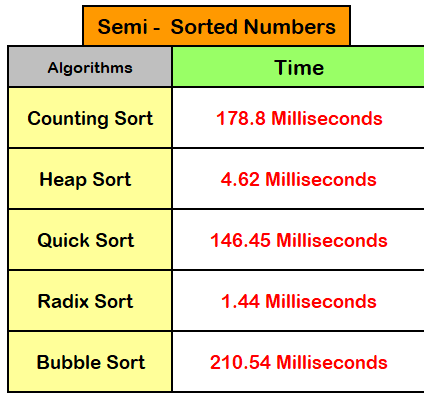 Semi - Sorted Numbers
Algorithms Time
Counting Sort 178.8 Milliseconds
Heap Sort 4.62 Milliseconds
Quick Sort 146.45 Milliseconds
Radix Sort 1.44 Milliseconds
Bubble Sort 210.54 Milliseconds